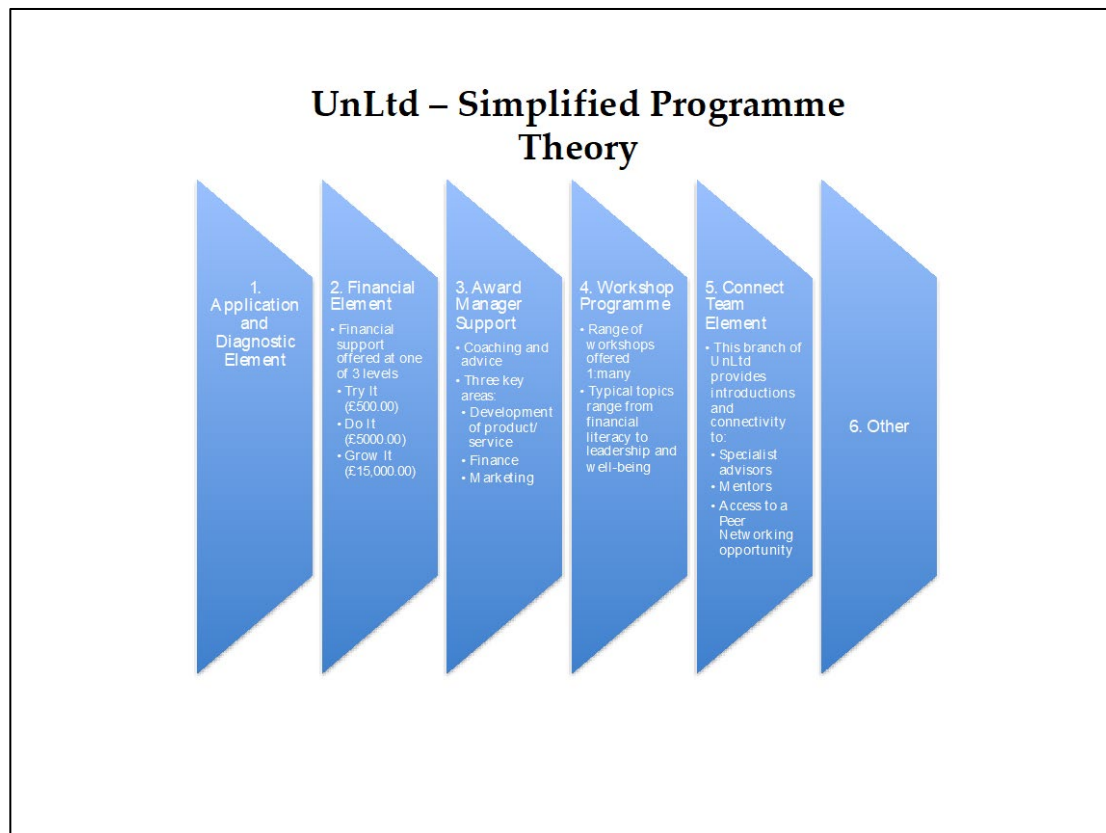 UnLtd – Simplified Programme
Theory
1.
Application
and
Diagnostic
Element
2. Financial
Element
• Financial
support
offered at one
of 3 levels
• Try It
(£500.00)
• Do It
(£5000.00)
• Grow It
(£15,000.00)
3. Award
Manager
Support
• Coaching and
advice
• Three key
areas:
• Development
of product/
service
• Finance
• Marketing
4. Workshop
Programme
• Range of
workshops
offered
1:many
• Typical topics
range from
financial
literacy to
leadership and
well-being
5. Connect
Team
Element
• This branch of
UnLtd
provides
introductions
and
connectivity
to:
• Specialist
advisors
• Mentors
• Access to a
Peer
Networking
opportunity
6. Other